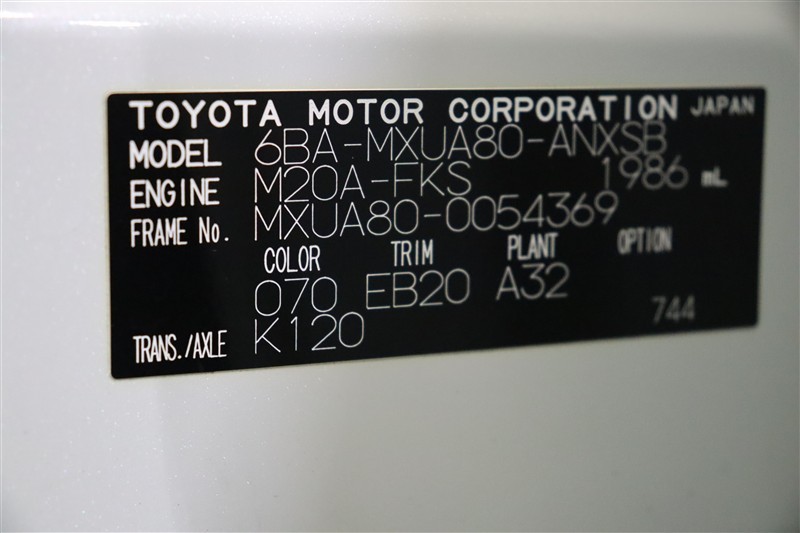 TOYOTA MOTOR CORPORATION JAPAN
MODEL 6BA-MXUA80-ANXSB
ENGINE M20A-FKS 1986 mL
FRAME No. MXUA80-0054369
COLOR TRIM PLANT OPTION
070 EB20 A32
TRANS./AXLE K120 744